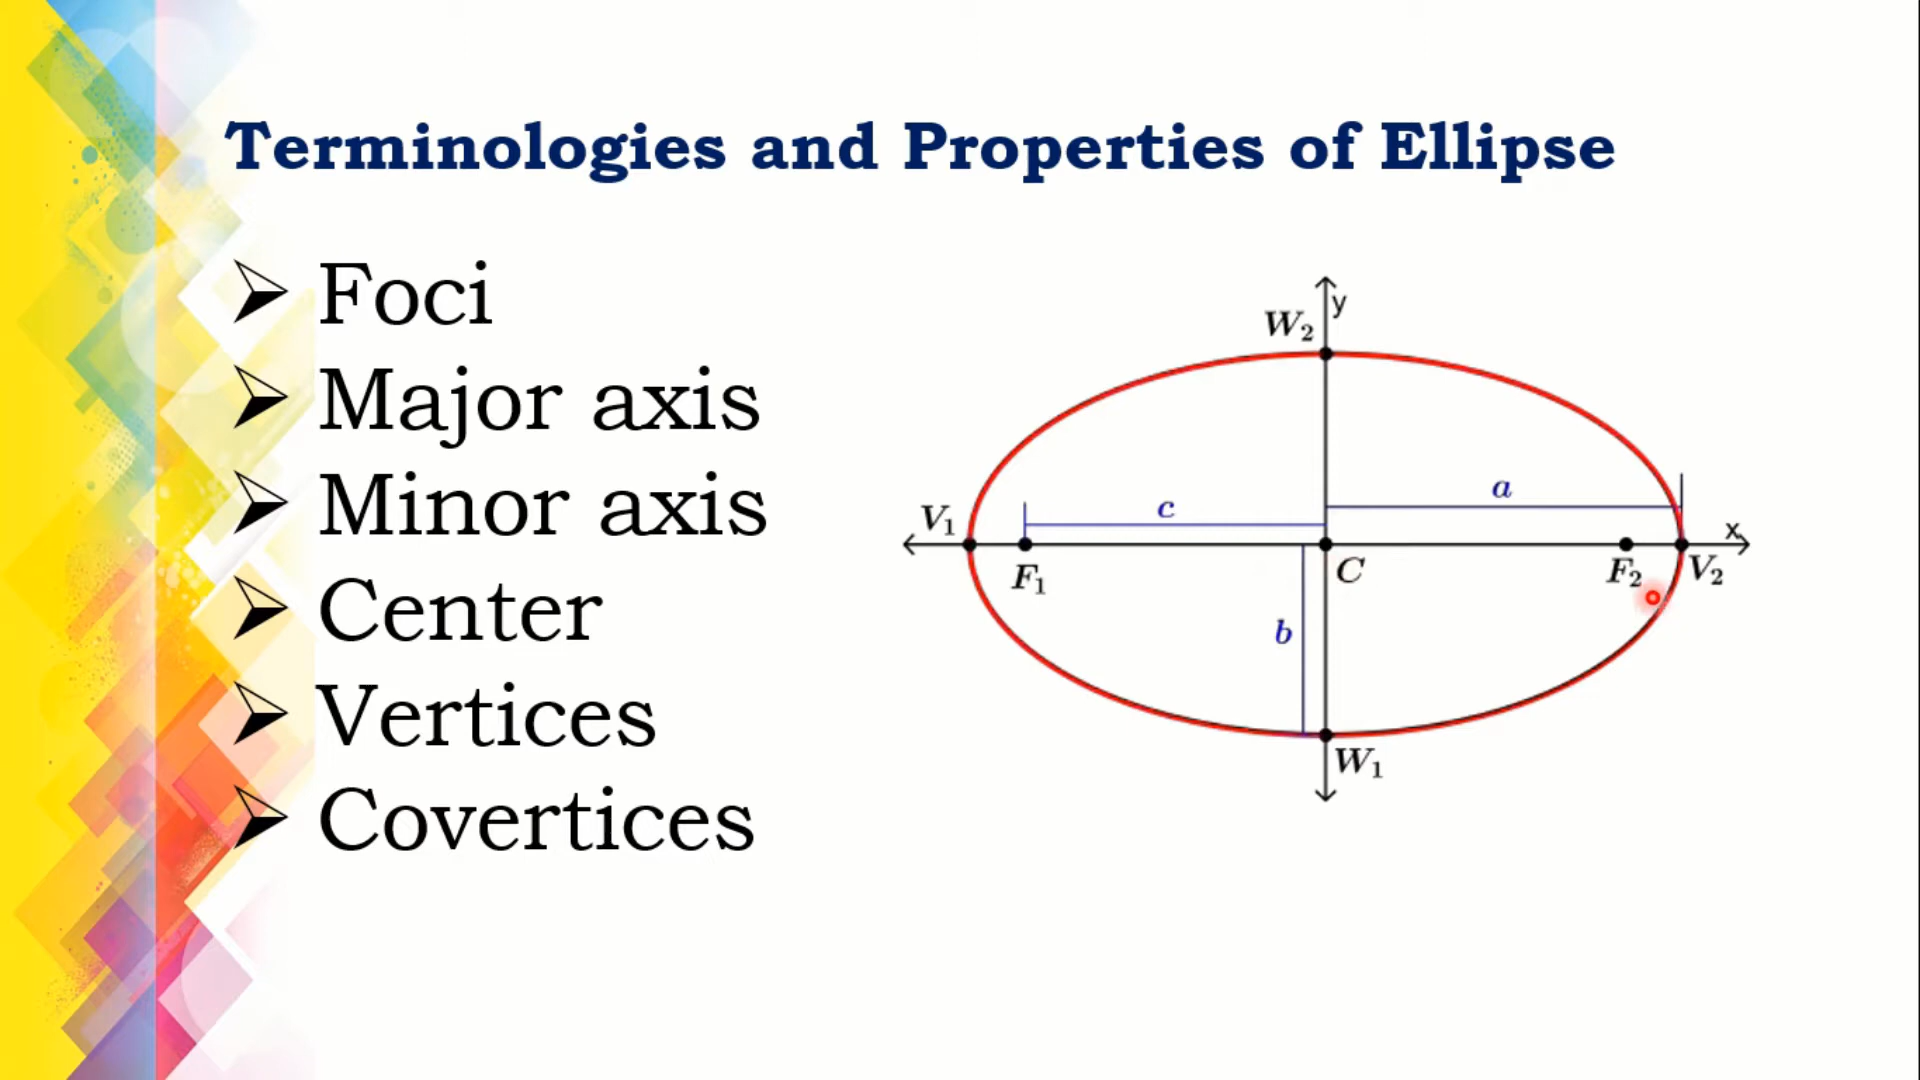 Terminologies and Properties of Ellipse
Foci
Major axis
Minor axis
Center
Vertices
Covertices
y
W₂
a
c
V₁
x
F₁
C
F₂
V₂
b
W₁